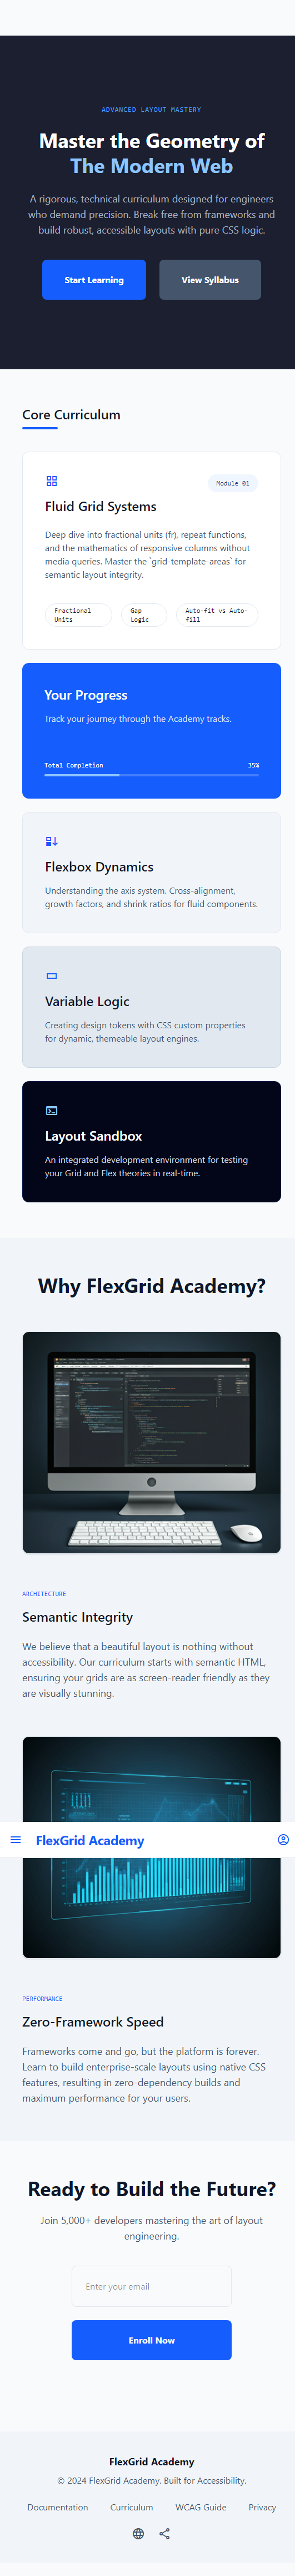 ADVANCED LAYOUT MASTERY
Master the Geometry of
The Modern Web
A rigorous, technical curriculum designed for engineers
who demand precision. Break free from frameworks and
build robust, accessible layouts with pure CSS logic.
Start Learning
View Syllabus
Core Curriculum
Module 01
Fluid Grid Systems
Deep dive into fractional units (fr), repeat functions,
and the mathematics of responsive columns without
media queries. Master the `grid-template-areas` for
semantic layout integrity.
Fractional
Units
Gap
Logic
Auto-fit vs Auto-
fill
Your Progress
Track your journey through the Academy tracks.
Total Completion
35%
Flexbox Dynamics
Understanding the axis system. Cross-alignment,
growth factors, and shrink ratios for fluid components.
Variable Logic
Creating design tokens with CSS custom properties
for dynamic, themeable layout engines.
Layout Sandbox
An integrated development environment for testing
your Grid and Flex theories in real-time.
Why FlexGrid Academy?
ARCHITECTURE
Semantic Integrity
We believe that a beautiful layout is nothing without
accessibility. Our curriculum starts with semantic HTML,
ensuring your grids are as screen-reader friendly as they
are visually stunning.
FlexGrid Academy
PERFORMANCE
Zero-Framework Speed
Frameworks come and go, but the platform is forever.
Learn to build enterprise-scale layouts using native CSS
features, resulting in zero-dependency builds and
maximum performance for your users.
Ready to Build the Future?
Join 5,000+ developers mastering the art of layout
engineering.
Enter your email
Enroll Now
FlexGrid Academy
© 2024 FlexGrid Academy. Built for Accessibility.
Documentation
Curriculum
WCAG Guide
Privacy